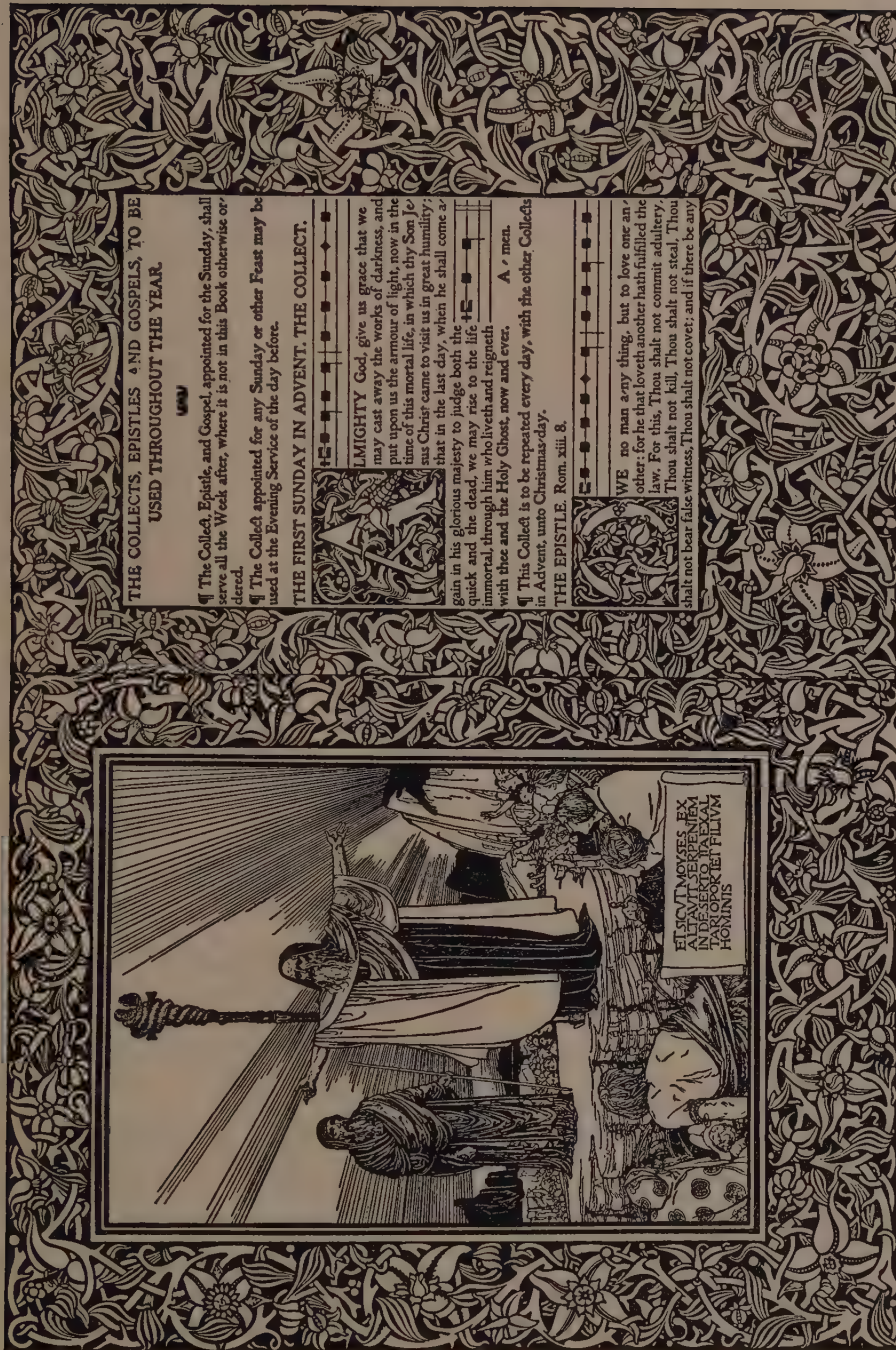 ET SICVT MOYSES EX
ALTAVIT SERPENTEM
IN DESERTO ITA EXAL
TARI OPORTET FILIVM
HOMINIS
THE COLLECTS, EPISTLES AND GOSPELS, TO BE
USED THROUGHOUT THE YEAR.
¶ The Collect, Epistle, and Gospel, appointed for the Sunday, shall
serve all the Week after, where it is not in this Book otherwise or-
dered.
¶ The Collect appointed for any Sunday or other Feast may be
used at the Evening Service of the day before.
THE FIRST SUNDAY IN ADVENT. THE COLLECT.
ALMIGHTY God, give us grace that we
may cast away the works of darkness, and
put upon us the armour of light, now in the
time of this mortal life, in which thy Son Je-
sus Christ came to visit us in great humility;
that in the last day, when he shall come a-
gain in his glorious majesty to judge both the
quick and the dead, we may rise to the life
immortal, through him who liveth and reigneth
with thee and the Holy Ghost, now and ever. A-men.
¶ This Collect is to be repeated every day, with the other Collects
in Advent, unto Christmas-day.
THE EPISTLE. Rom. xiii. 8.
OWE no man any thing, but to love one an-
other: for he that loveth another hath fulfilled the
law. For this, Thou shalt not commit adultery,
Thou shalt not kill, Thou shalt not steal, Thou
shalt not bear false witness, Thou shalt not covet; and if there be any